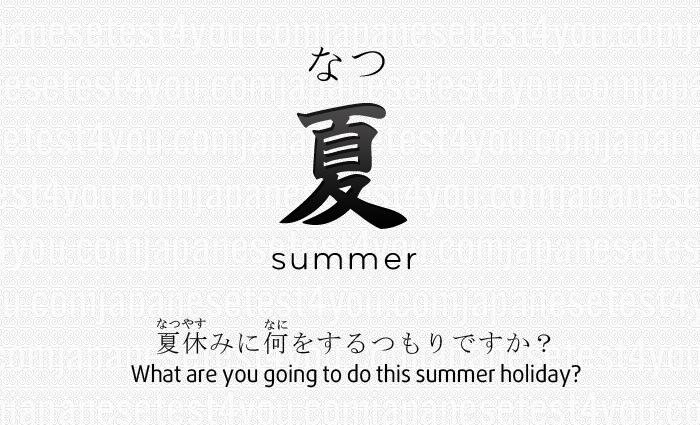 なつ
夏
summer
なつやす なに
夏休みに何をするつもりですか？
What are you going to do this summer holiday?